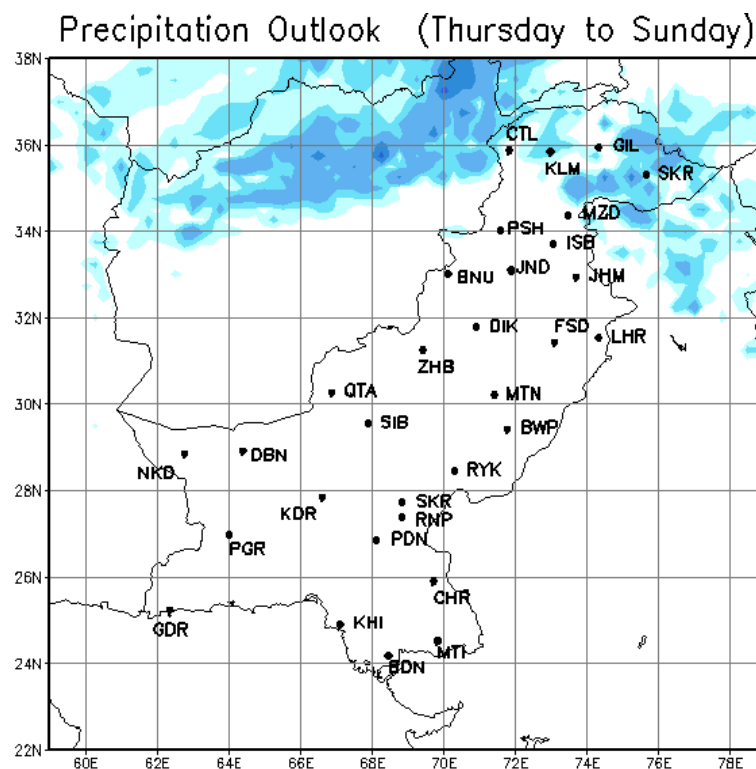 Precipitation Outlook (Thursday to Sunday)
38N
36N
CTL
KLM
GIL
SKR
34N
PSH
MZD
ISB
BNU
JND
JHM
32N
DIK
FSD
LHR
ZHB
30N
QTA
MTN
SIB
BWP
28N
NKD
DBN
RYK
KDR
SKR
RNP
PDN
PGR
26N
CHR
GDR
KHI
24N
BDN
MTI
22N
60E 62E 64E 66E 68E 70E 72E 74E 76E 78E